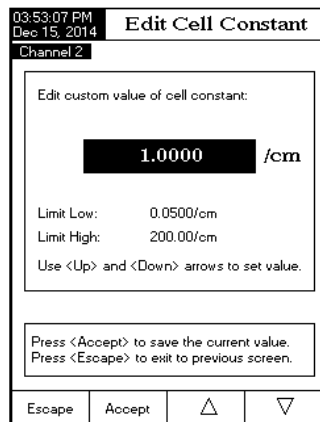 03:53:07 PM
Dec 15, 2014
Edit Cell Constant
Channel 2
Edit custom value of cell constant:
1.0000 /cm
Limit Low: 0.0500/cm
Limit High: 200.00/cm
Use <Up> and <Down> arrows to set value.
Press <Accept> to save the current value.
Press <Escape> to exit to previous screen.
Escape Accept △ ▽